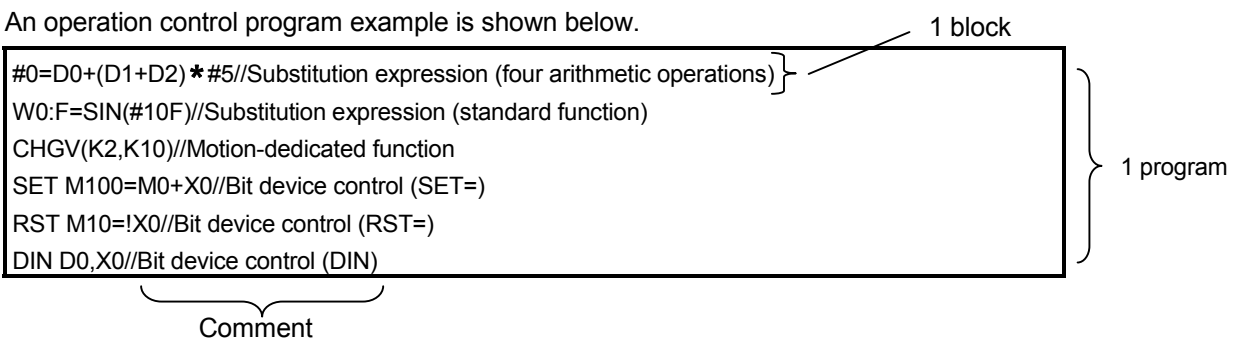 An operation control program example is shown below.
1 block
#0=D0+(D1+D2)*#5//Substitution expression (four arithmetic operations)
W0:F=SIN(#10F)//Substitution expression (standard function)
CHGV(K2,K10)//Motion-dedicated function
SET M100=M0+X0//Bit device control (SET=)
RST M10=!X0//Bit device control (RST=)
DIN D0,X0//Bit device control (DIN)
1 program
Comment